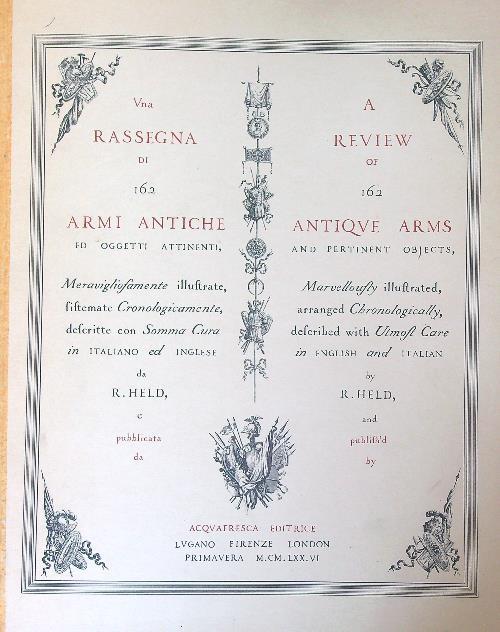 Vna
RASSEGNA
DI
162
ARMI ANTICHE
ED OGGETTI ATTINENTI,
Meraviglioſamente illuſtrate,
ſiſtemate Cronologicamente,
deſcritte con Somma Cura
in ITALIANO ed INGLESE
da
R. HELD,
e
pubblicata
da
A
REVIEW
OF
162
ANTIQVE ARMS
AND PERTINENT OBJECTS,
Marvellouſly illuſtrated,
arranged Chronologically,
deſcribed with Utmoſt Care
in ENGLISH and ITALIAN
by
R. HELD,
and
publiſh'd
by
ACQVAFRESCA EDITRICE
LVGANO FIRENZE LONDON
PRIMAVERA M.CM.LXX.VI